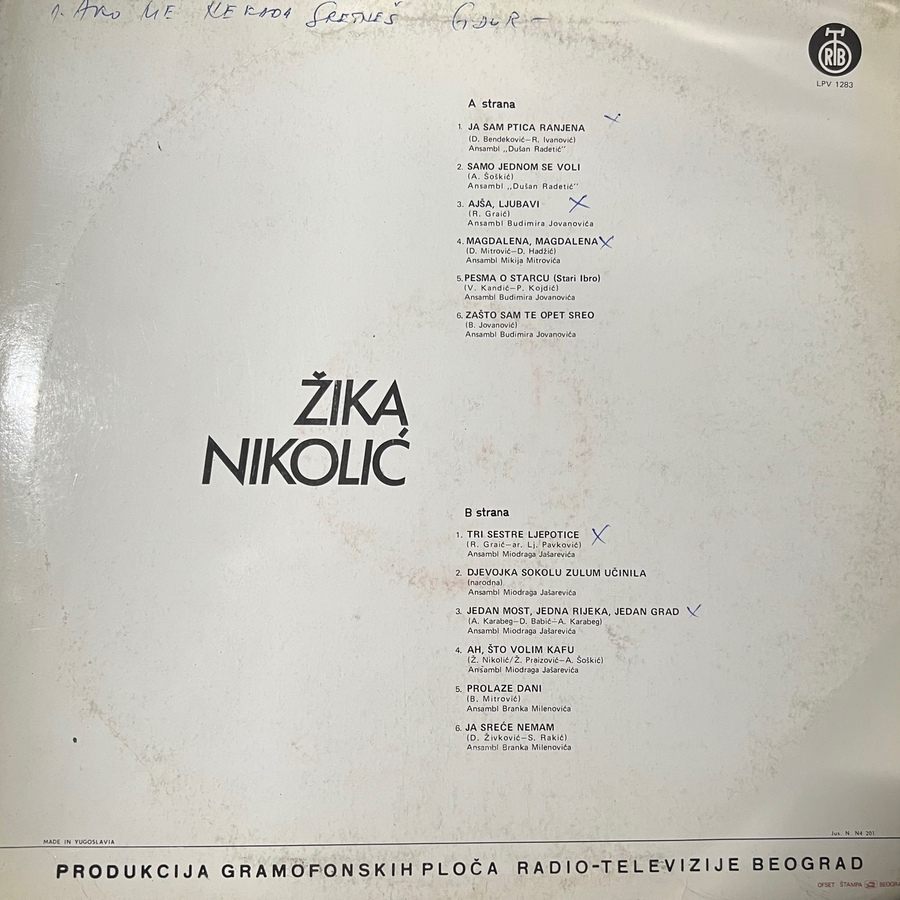 1. AKO ME NEKADA SRETNEŠ
RTB
LPV 1283
A strana
1. JA SAM PTICA RANJENA
(D. Bendeković–R. Ivanović)
Ansambl „Dušan Radetić"
2. SAMO JEDNOM SE VOLI
(A. Šoškić)
Ansambl „Dušan Radetić"
3. AJŠA, LJUBAVI
(R. Graić)
Ansambl Budimira Jovanovića
4. MAGDALENA, MAGDALENA
(D. Mitrović–D. Hadžić)
Ansambl Mikija Mitrovića
5. PESMA O STARCU (Stari Ibro)
(V. Kandić–P. Kojdić)
Ansambl Budimira Jovanovića
6. ZAŠTO SAM TE OPET SREO
(B. Jovanović)
Ansambl Budimira Jovanovića
ŽIKA
NIKOLIĆ
B strana
1. TRI SESTRE LJEPOTICE
(R. Graić–ar. Lj. Pavković)
Ansambl Miodraga Jašarevića
2. DJEVOJKA SOKOLU ZULUM UČINILA
(narodna)
Ansambl Miodraga Jašarevića
3. JEDAN MOST, JEDNA RIJEKA, JEDAN GRAD
(A. Karabeg–D. Babić–A. Karabeg)
Ansambl Miodraga Jašarevića
4. AH, ŠTO VOLIM KAFU
(Ž. Nikolić/Ž. Praizović–A. Šoškić)
Ansambl Miodraga Jašarevića
5. PROLAZE DANI
(B. Mitrović)
Ansambl Branka Milenovića
6. JA SREĆE NEMAM
(D. Živković–S. Rakić)
Ansambl Branka Milenovića
Jus. N. N4 201
MADE IN YUGOSLAVIA
PRODUKCIJA GRAMOFONSKIH PLOČA RADIO-TELEVIZIJE BEOGRAD
OFSET ŠTAMPA